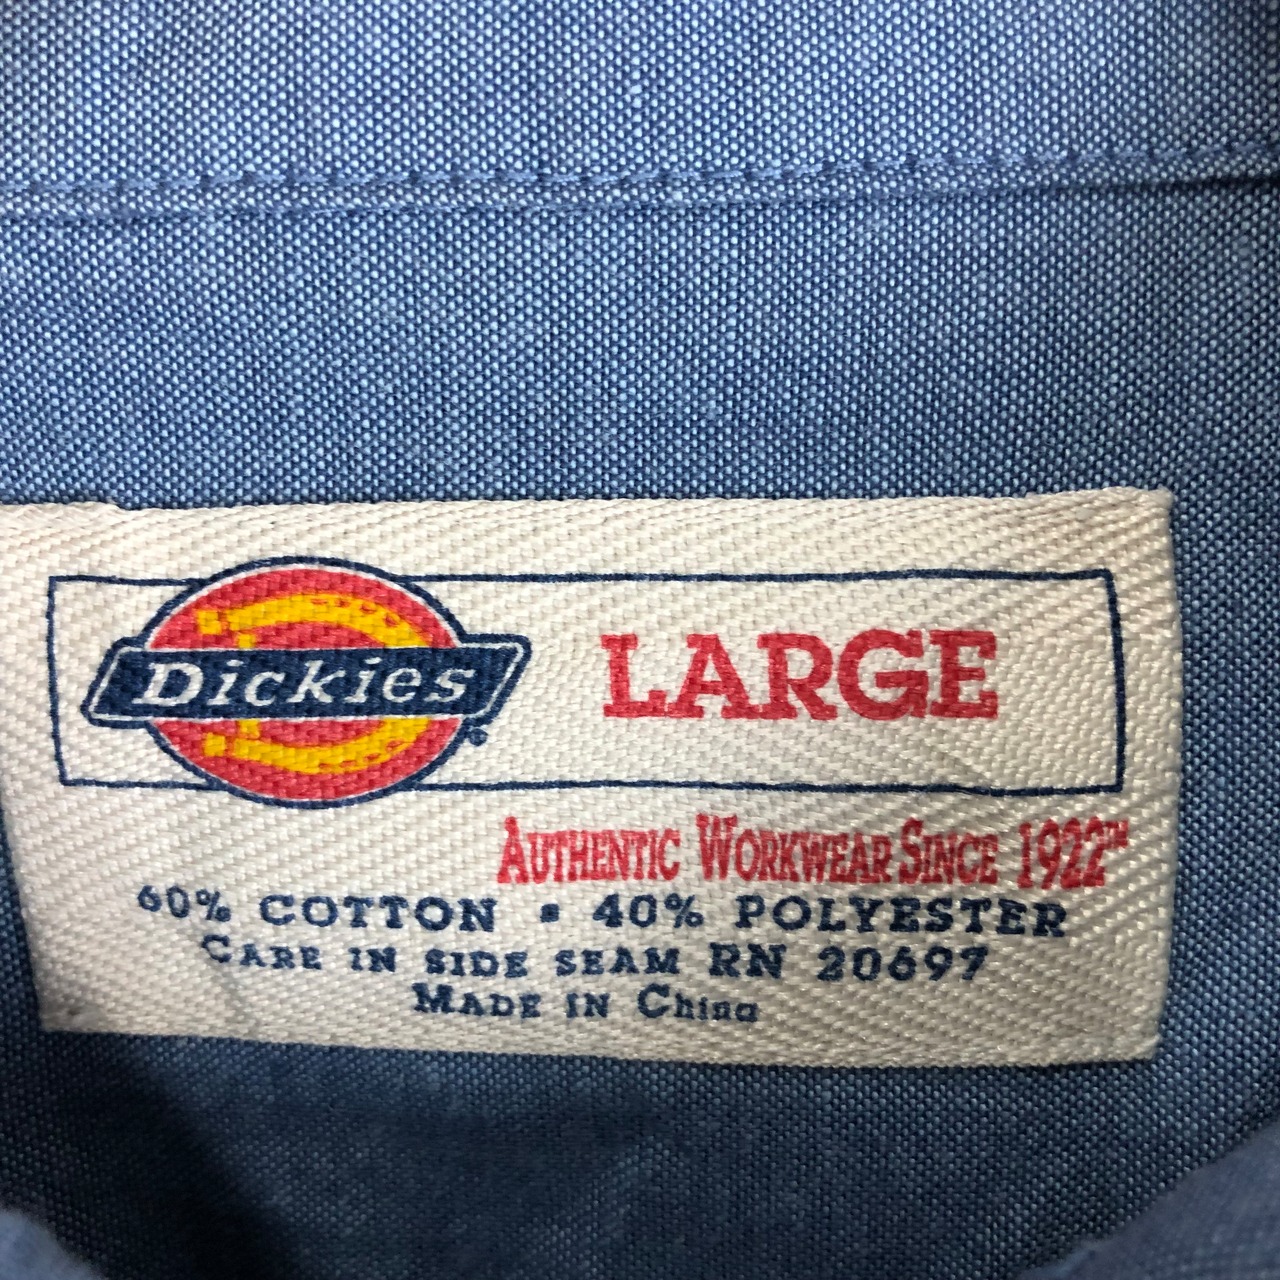 Dickies®
LARGE
AUTHENTIC WORKWEAR SINCE 1922™
60% COTTON ▪ 40% POLYESTER
CARE IN SIDE SEAM RN 20697
MADE IN China